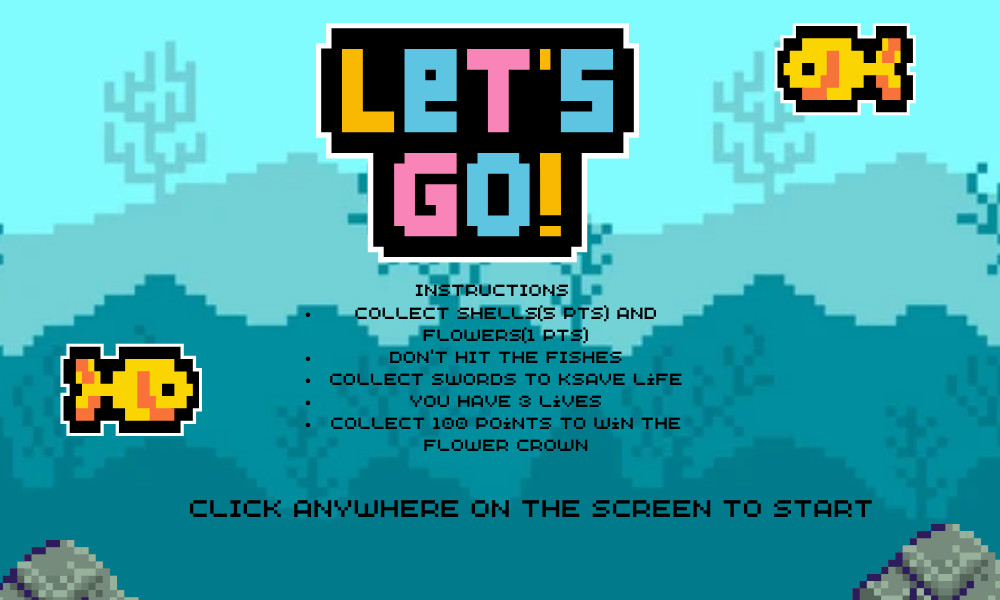 LeT'S
GO!
INSTRUCTIONS
• COLLECT SHELLS(5 PTS) AND
FLOWERS(1 PTS)
• DON'T HIT THE FISHES
• COLLECT SWORDS TO KSAVE LiFE
• YOU HAVE 3 LiVES
• COLLECT 100 POiNTS TO WiN THE
FLOWER CROWN
CLICK ANYWHERE ON THE SCREEN TO START